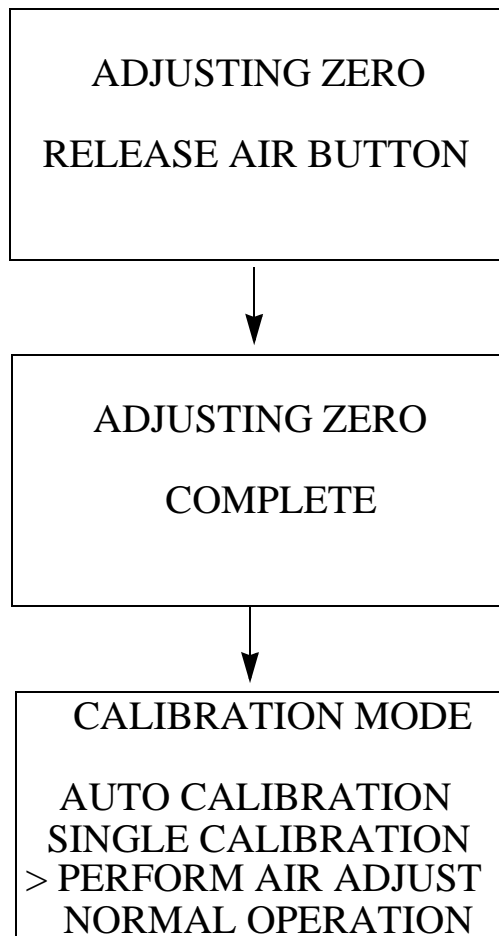 ADJUSTING ZERO
RELEASE AIR BUTTON
ADJUSTING ZERO
COMPLETE
CALIBRATION MODE
AUTO CALIBRATION
SINGLE CALIBRATION
> PERFORM AIR ADJUST
NORMAL OPERATION